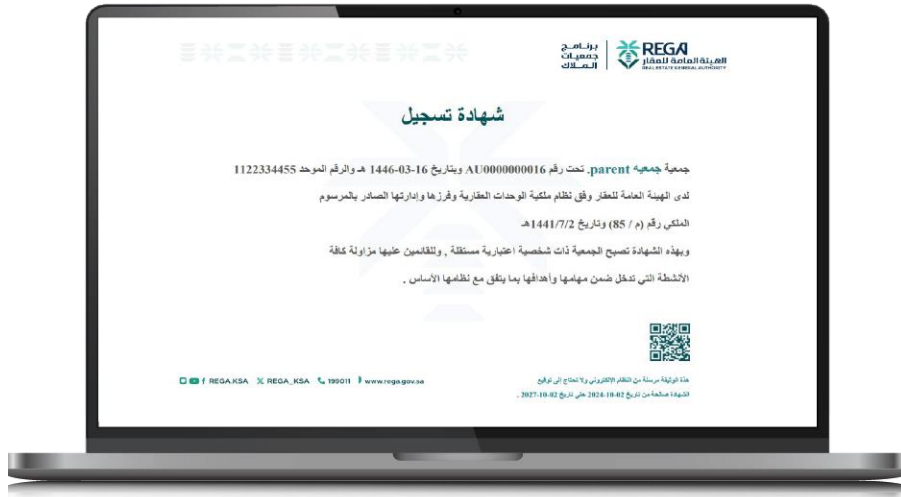 برنامج
جمعيات
الملاك
REGA
الهيئة العامة للعقار
REAL ESTATE GENERAL AUTHORITY
شهادة تسجيل
جمعية جمعيه parent, تحت رقم AU0000000016 وبتاريخ 16-03-1446 هـ والرقم الموحد 1122334455
لدى الهيئة العامة للعقار وفق نظام ملكية الوحدات العقارية وفرزها وإدارتها الصادر بالمرسوم
الملكي رقم (م / 85) وتاريخ 1441/7/2هـ
وبهذه الشهادة تصبح الجمعية ذات شخصية اعتبارية مستقلة , وللقائمين عليها مزاولة كافة
الأنشطة التي تدخل ضمن مهامها وأهدافها بما يتفق مع نظامها الأساس .
هذة الوثيقة مرسلة من النظام الإلكتروني ولا تحتاج إلى توقيع
الشهادة صالحة من تاريخ 02-10-2024 حتى تاريخ 02-10-2027 .
REGA.KSA REGA_KSA 199011 www.rega.gov.sa